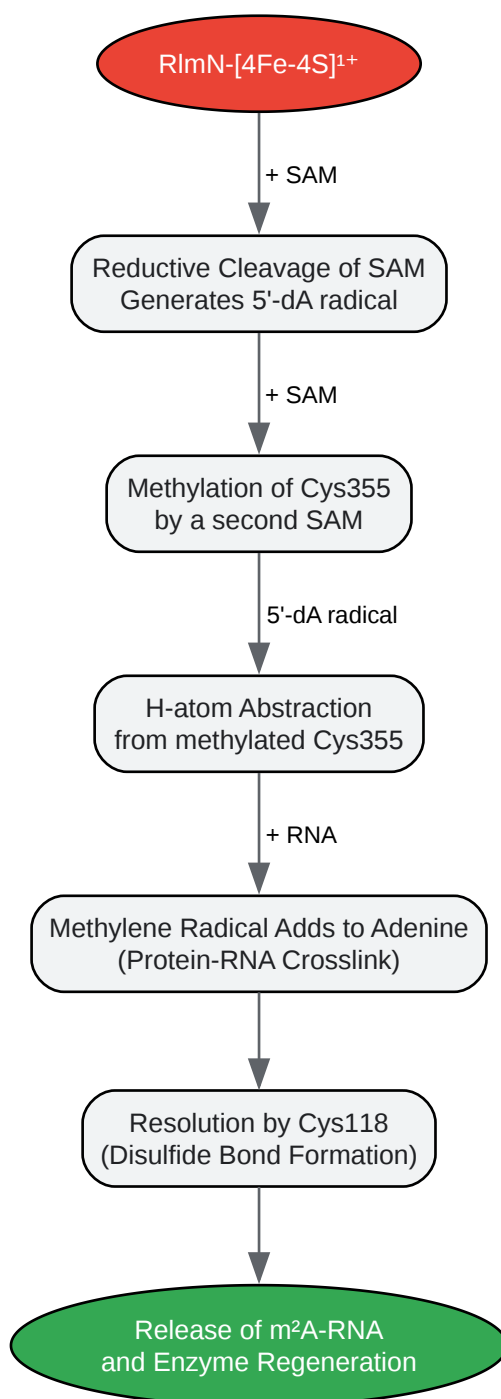 RlmN-[4Fe-4S]¹⁺
+ SAM
Reductive Cleavage of SAM
Generates 5'-dA radical
+ SAM
Methylation of Cys355
by a second SAM
5'-dA radical
H-atom Abstraction
from methylated Cys355
+ RNA
Methylene Radical Adds to Adenine
(Protein-RNA Crosslink)
Resolution by Cys118
(Disulfide Bond Formation)
Release of m²A-RNA
and Enzyme Regeneration